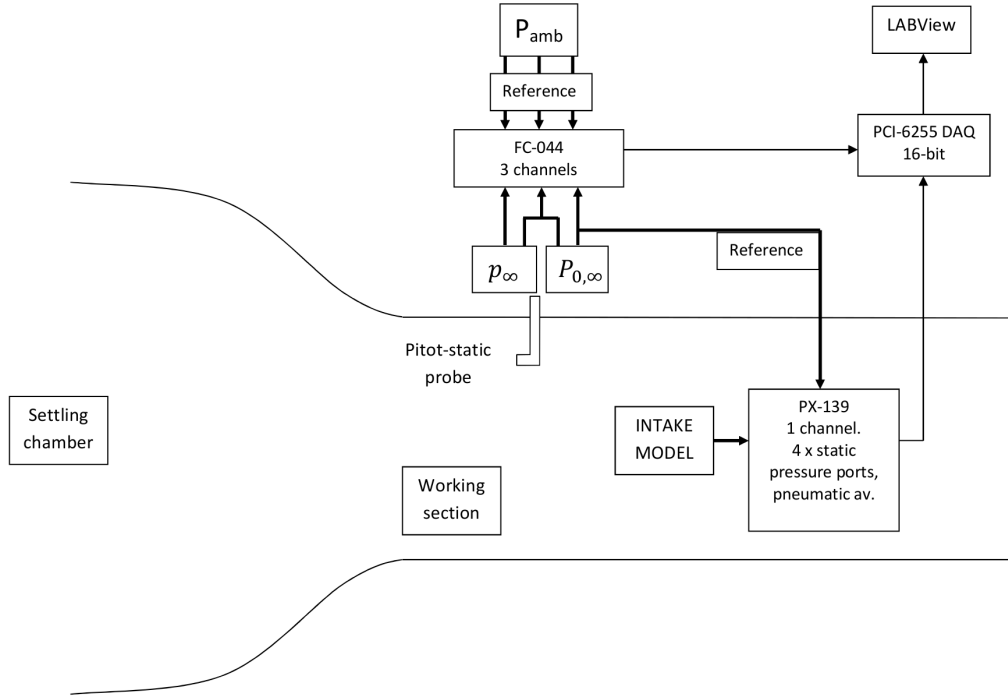 P_amb
LABView
Reference
FC-044
3 channels
PCI-6255 DAQ
16-bit
p_∞
P_0,∞
Reference
Pitot-static
probe
Settling
chamber
INTAKE
MODEL
PX-139
1 channel.
4 x static
pressure ports,
pneumatic av.
Working
section